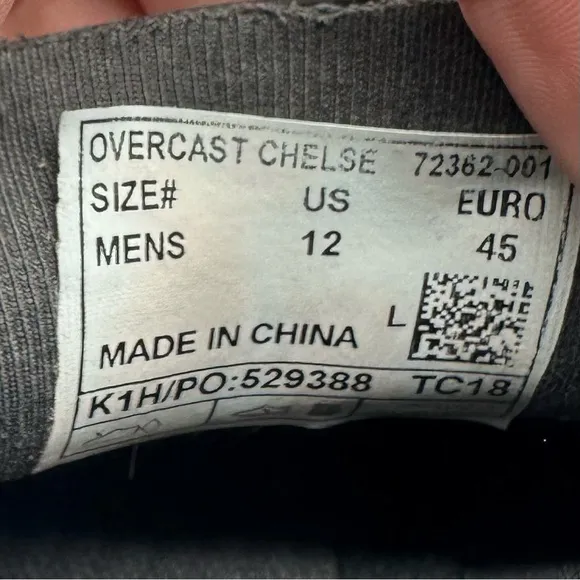 OVERCAST CHELSE 72362-001
SIZE# US EURO
MENS 12 45
L
MADE IN CHINA
K1H/PO:529388 TC18